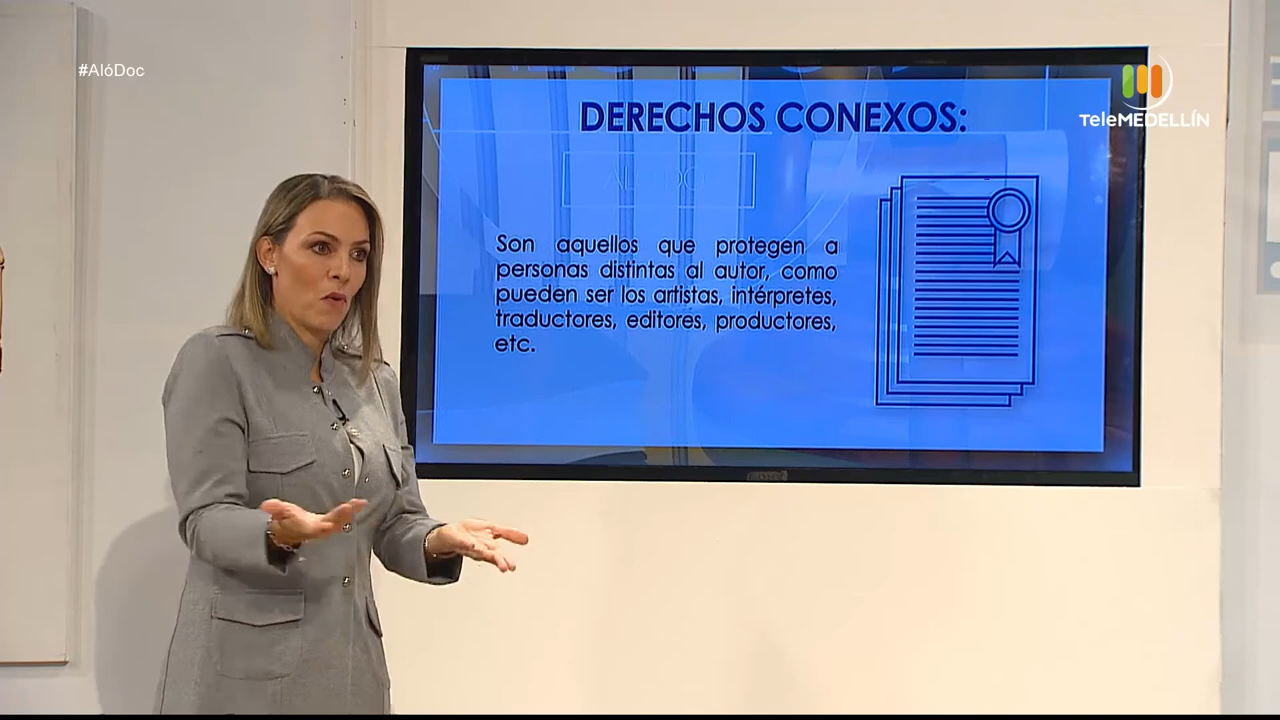 #AlóDoc
TeleMEDELLÍN
DERECHOS CONEXOS:
Son aquellos que protegen a
personas distintas al autor, como
pueden ser los artistas, intérpretes,
traductores, editores, productores,
etc.